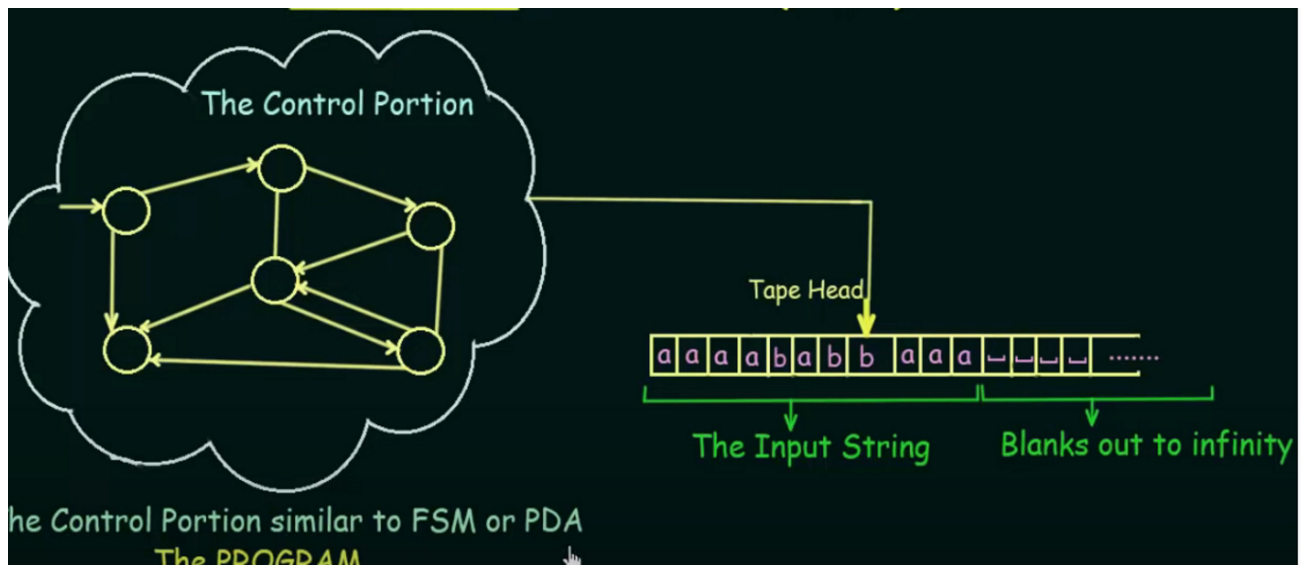 The Control Portion
Tape Head
a a a a b a b b a a a ␣ ␣ ␣ ␣ .......
The Input String
Blanks out to infinity
he Control Portion similar to FSM or PDA
The PROGRAM